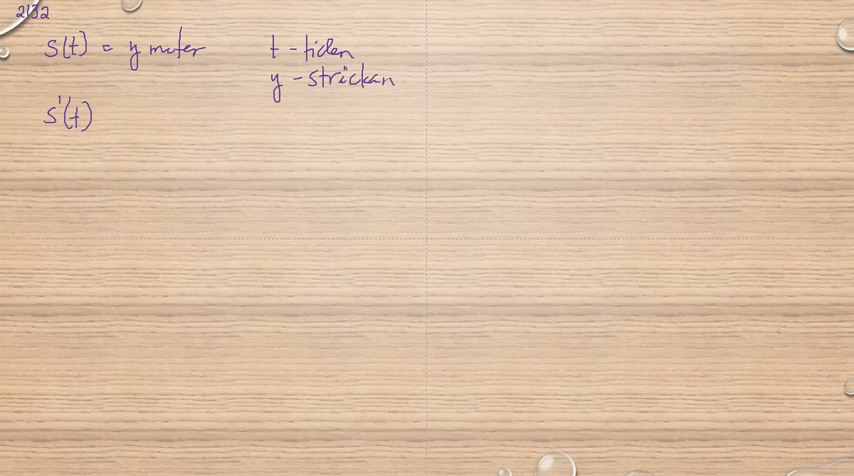 2132
S(t) = y meter
t - tiden
y - sträckan
S'(t)